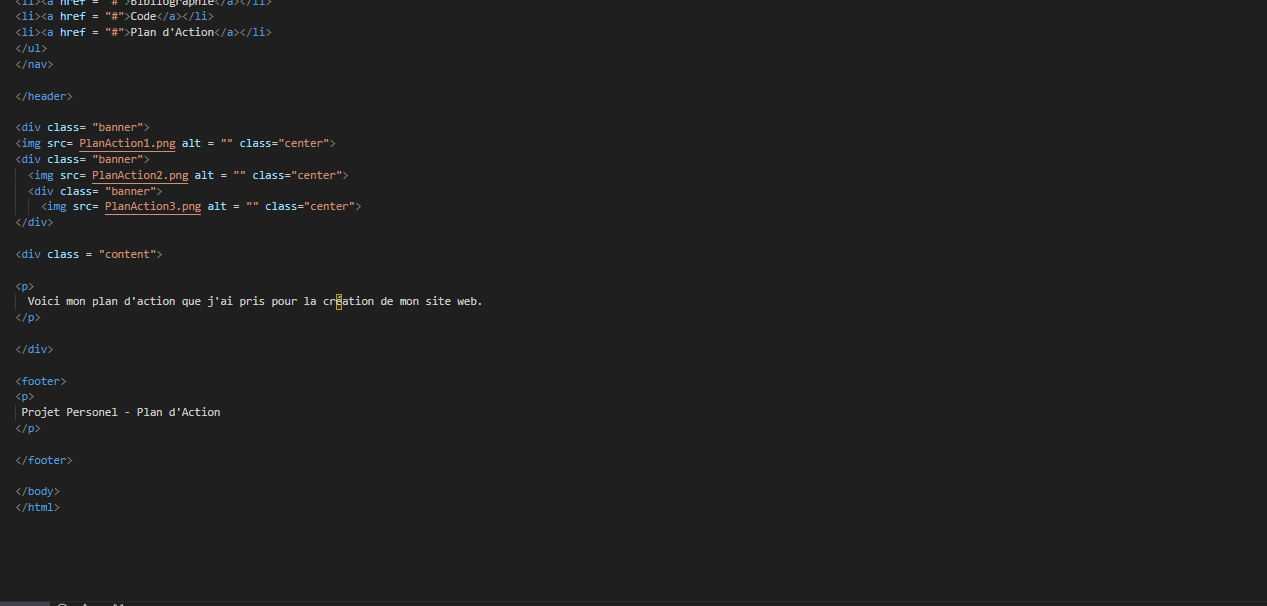 <li><a href = "#">Bibliographie</a></li>
<li><a href = "#">Code</a></li>
<li><a href = "#">Plan d'Action</a></li>
</ul>
</nav>
</header>
<div class= "banner">
<img src= PlanAction1.png alt = "" class="center">
<div class= "banner">
<img src= PlanAction2.png alt = "" class="center">
<div class= "banner">
<img src= PlanAction3.png alt = "" class="center">
</div>
<div class = "content">
<p>
Voici mon plan d'action que j'ai pris pour la création de mon site web.
</p>
</div>
<footer>
<p>
Projet Personel - Plan d'Action
</p>
</footer>
</body>
</html>